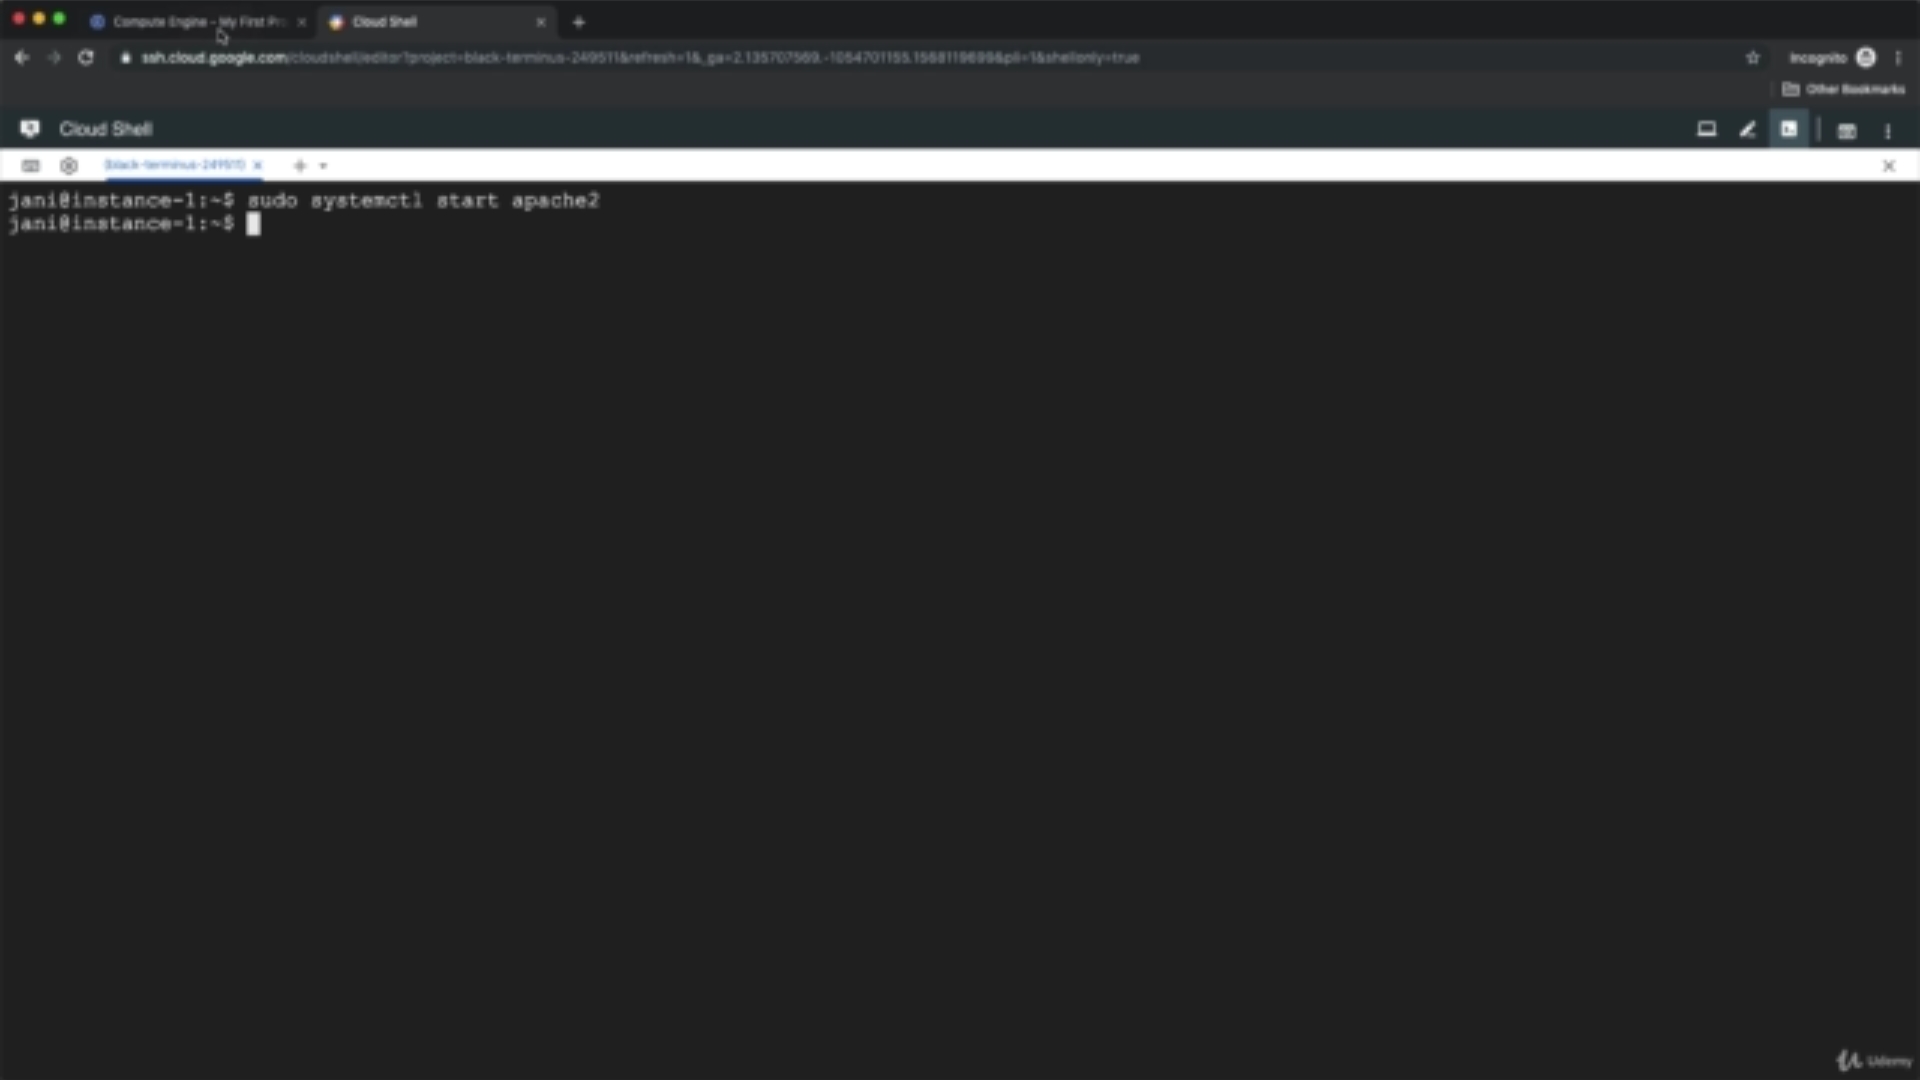 Compute Engine - My First Pr
Cloud Shell
ssh.cloud.google.com/cloudshell/editor?project=black-terminus-249511&refresh=1&_ga=2.135707569.-1054701155.1568119699&pli=1&shellonly=true
Incognito
Other Bookmarks
Cloud Shell
(black-terminus-249511)
jani@instance-1:~$ sudo systemctl start apache2
jani@instance-1:~$
Udemy